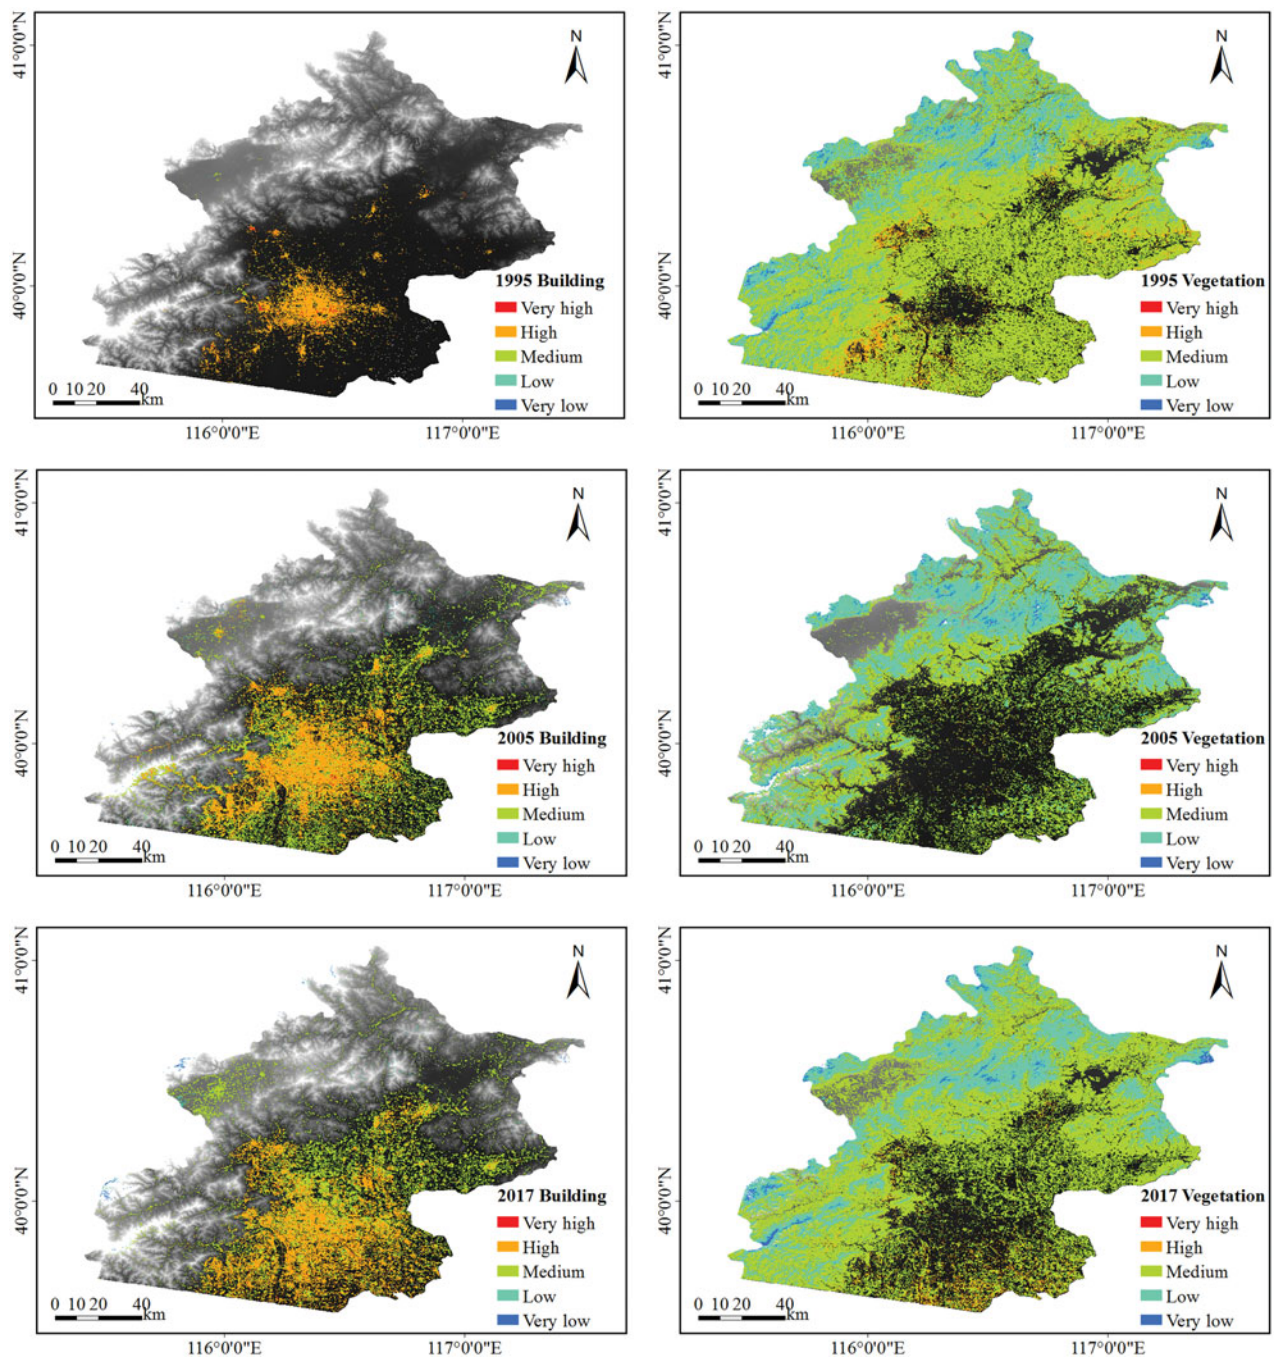 N
41°0'0"N
40°0'0"N
1995 Building
Very high
High
Medium
Low
Very low
0 10 20 40
km
116°0'0"E
117°0'0"E
N
41°0'0"N
40°0'0"N
1995 Vegetation
Very high
High
Medium
Low
Very low
0 10 20 40
km
116°0'0"E
117°0'0"E
N
41°0'0"N
40°0'0"N
2005 Building
Very high
High
Medium
Low
Very low
0 10 20 40
km
116°0'0"E
117°0'0"E
N
41°0'0"N
40°0'0"N
2005 Vegetation
Very high
High
Medium
Low
Very low
0 10 20 40
km
116°0'0"E
117°0'0"E
N
41°0'0"N
40°0'0"N
2017 Building
Very high
High
Medium
Low
Very low
0 10 20 40
km
116°0'0"E
117°0'0"E
N
41°0'0"N
40°0'0"N
2017 Vegetation
Very high
High
Medium
Low
Very low
0 10 20 40
km
116°0'0"E
117°0'0"E